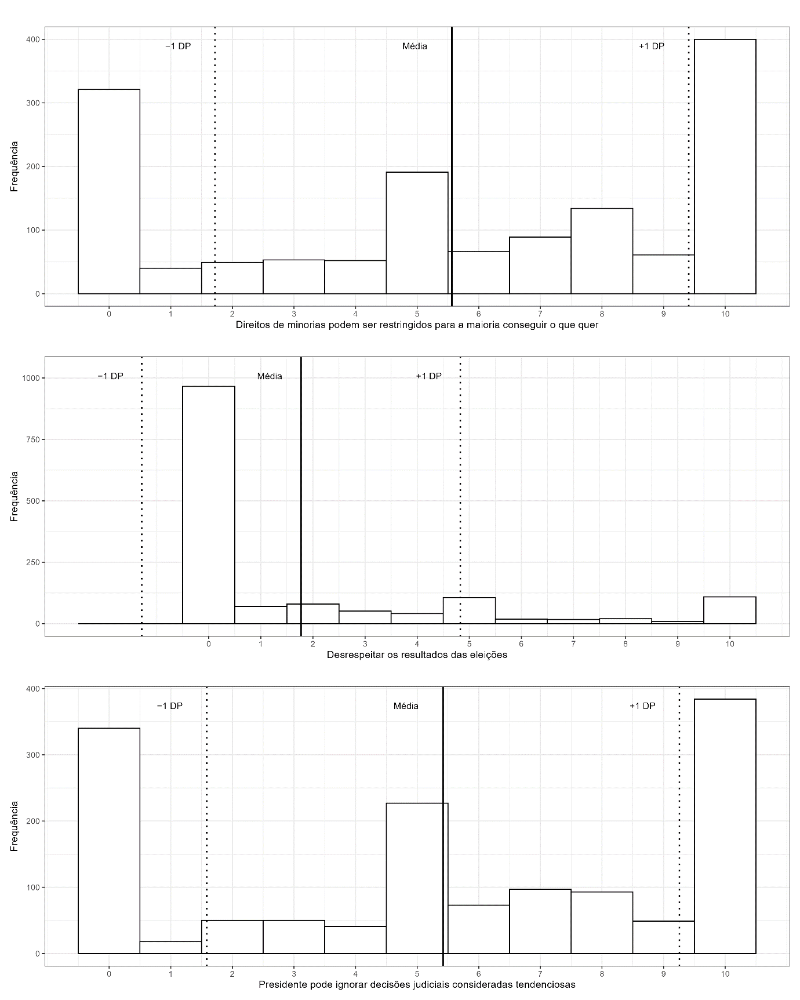 −1 DP Média +1 DP
400
300
200
100
0
Frequência
0 1 2 3 4 5 6 7 8 9 10
Direitos de minorias podem ser restringidos para a maioria conseguir o que quer
−1 DP Média +1 DP
1000
750
500
250
0
Frequência
0 1 2 3 4 5 6 7 8 9 10
Desrespeitar os resultados das eleições
400
−1 DP Média +1 DP
300
200
100
0
Frequência
0 1 2 3 4 5 6 7 8 9 10
Presidente pode ignorar decisões judiciais consideradas tendenciosas